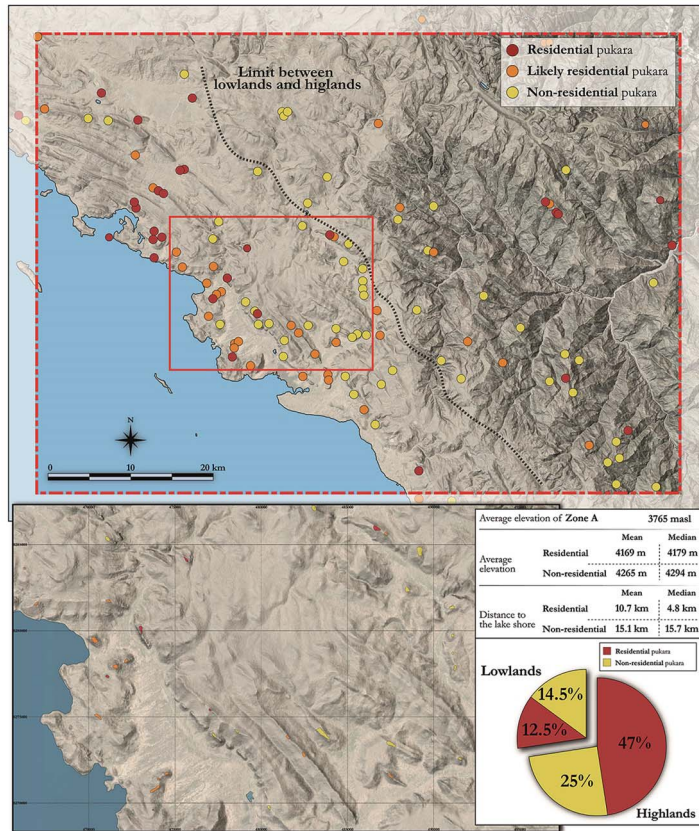 Residential pukara
Likely residential pukara
Non-residential pukara
Limit between
lowlands and higlands
N
0 10 20 km
Average elevation of Zone A 3765 masl
Mean Median
Average
elevation
Residential 4169 m 4179 m
Non-residential 4265 m 4294 m
Mean Median
Distance to
the lake shore
Residential 10.7 km 4.8 km
Non-residential 15.1 km 15.7 km
Residential pukara
Non-residential pukara
Lowlands
14.5%
12.5%
47%
25%
Highlands